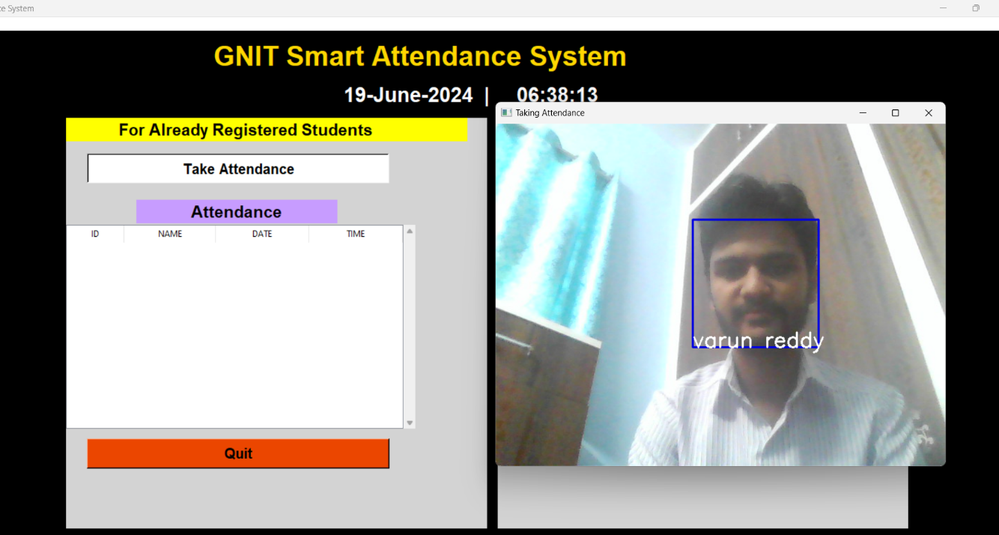 ce System
GNIT Smart Attendance System
19-June-2024 | 06:38:13
For Already Registered Students
Take Attendance
Attendance
ID NAME DATE TIME
Quit
Taking Attendance
varun reddy